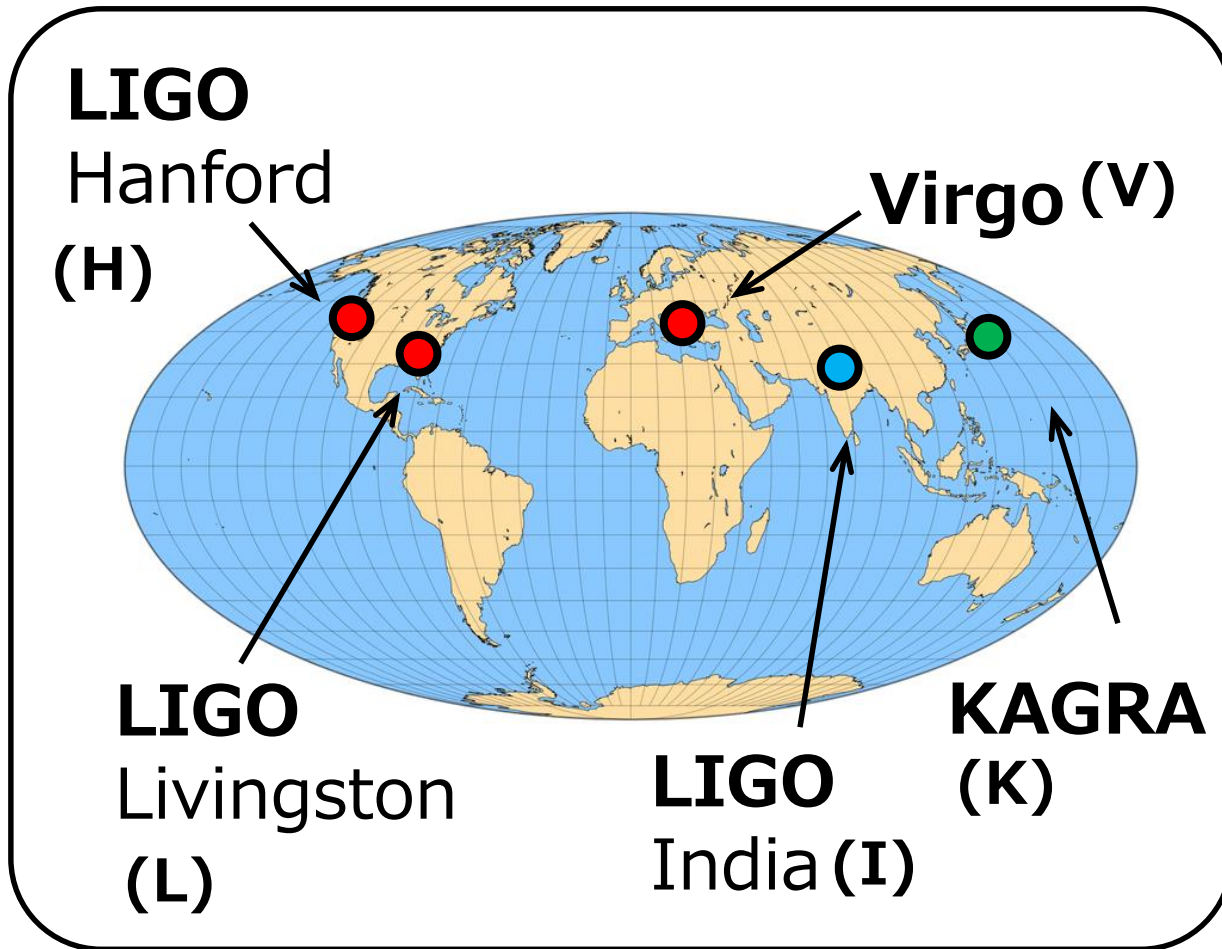 LIGO
Hanford
(H)
Virgo (V)
LIGO
Livingston
(L)
LIGO
India (I)
KAGRA
(K)